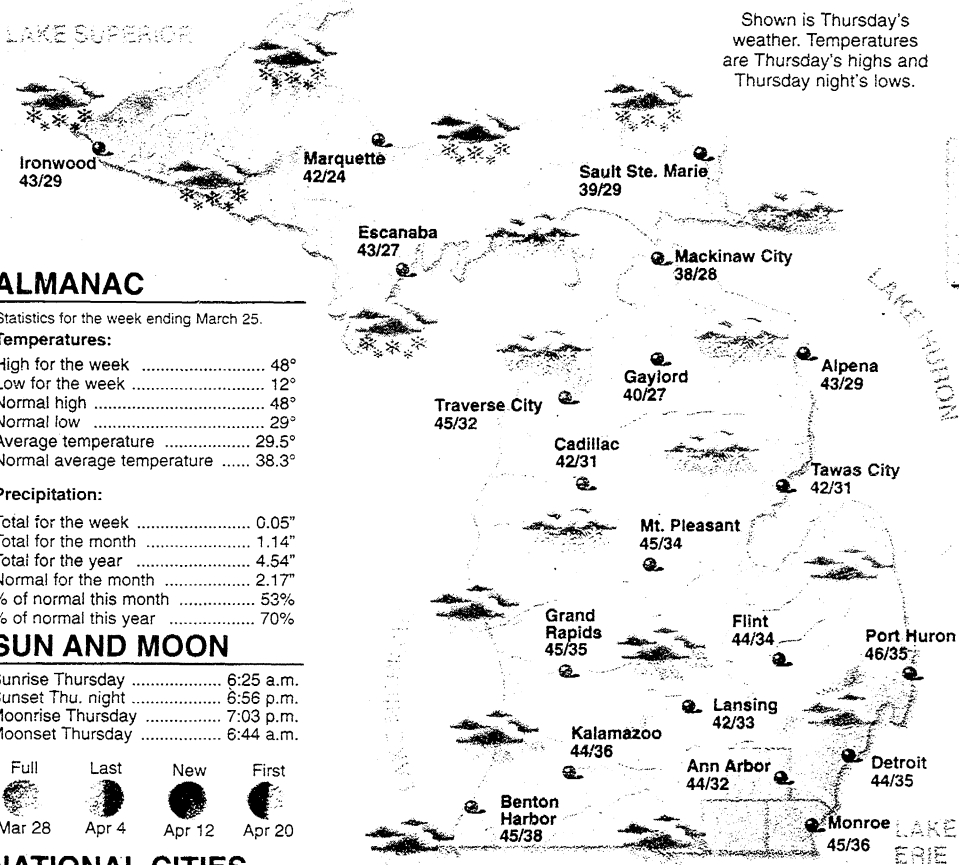 LAKE SUPERIOR
Shown is Thursday's
weather. Temperatures
are Thursday's highs and
Thursday night's lows.
Ironwood
43/29
Marquette
42/24
Sault Ste. Marie
39/29
Escanaba
43/27
Mackinaw City
38/28
LAKE HURON
Gaylord
40/27
Alpena
43/29
Traverse City
45/32
Cadillac
42/31
Tawas City
42/31
Mt. Pleasant
45/34
Grand
Rapids
45/35
Flint
44/34
Port Huron
46/35
Lansing
42/33
Kalamazoo
44/36
Ann Arbor
44/32
Detroit
44/35
Benton
Harbor
45/38
Monroe
45/36
LAKE
ERIE
ALMANAC
Statistics for the week ending March 25.
Temperatures:
High for the week ........................ 48°
Low for the week ........................ 12°
Normal high ................................ 48°
Normal low ................................. 29°
Average temperature ................ 29.5°
Normal average temperature ...... 38.3°
Precipitation:
Total for the week ...................... 0.05"
Total for the month .................... 1.14"
Total for the year ....................... 4.54"
Normal for the month ................ 2.17"
% of normal this month .............. 53%
% of normal this year ................ 70%
SUN AND MOON
Sunrise Thursday ................ 6:25 a.m.
Sunset Thu. night ................ 6:56 p.m.
Moonrise Thursday .............. 7:03 p.m.
Moonset Thursday .............. 6:44 a.m.
Full Last New First
Mar 28 Apr 4 Apr 12 Apr 20
NATIONAL CITIES